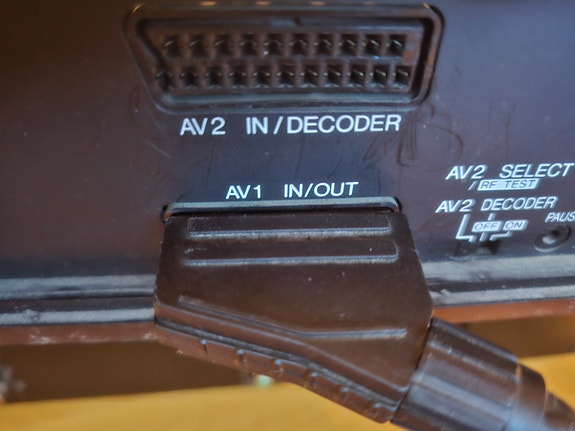 AV2 IN/DECODER
AV1 IN/OUT
AV2 SELECT
/RF TEST
AV2 DECODER
OFF ON
PAUS